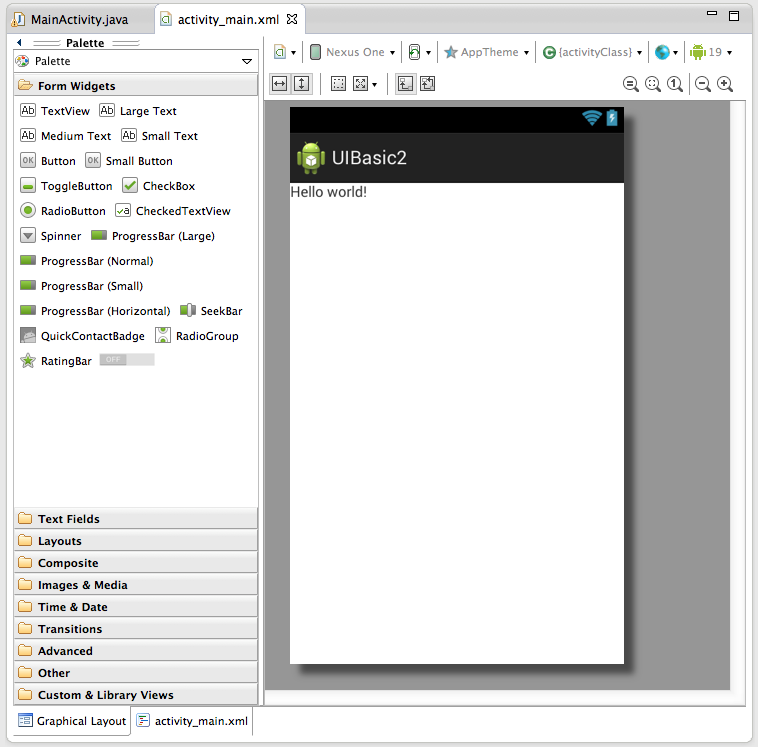 MainActivity.java
activity_main.xml
Palette
Palette
Form Widgets
Ab TextView Ab Large Text
Ab Medium Text Ab Small Text
OK Button OK Small Button
ToggleButton CheckBox
RadioButton a CheckedTextView
Spinner ProgressBar (Large)
ProgressBar (Normal)
ProgressBar (Small)
ProgressBar (Horizontal) SeekBar
QuickContactBadge RadioGroup
RatingBar OFF
Text Fields
Layouts
Composite
Images & Media
Time & Date
Transitions
Advanced
Other
Custom & Library Views
Graphical Layout
activity_main.xml
Nexus One AppTheme C {activityClass} 19
1
UIBasic2
Hello world!